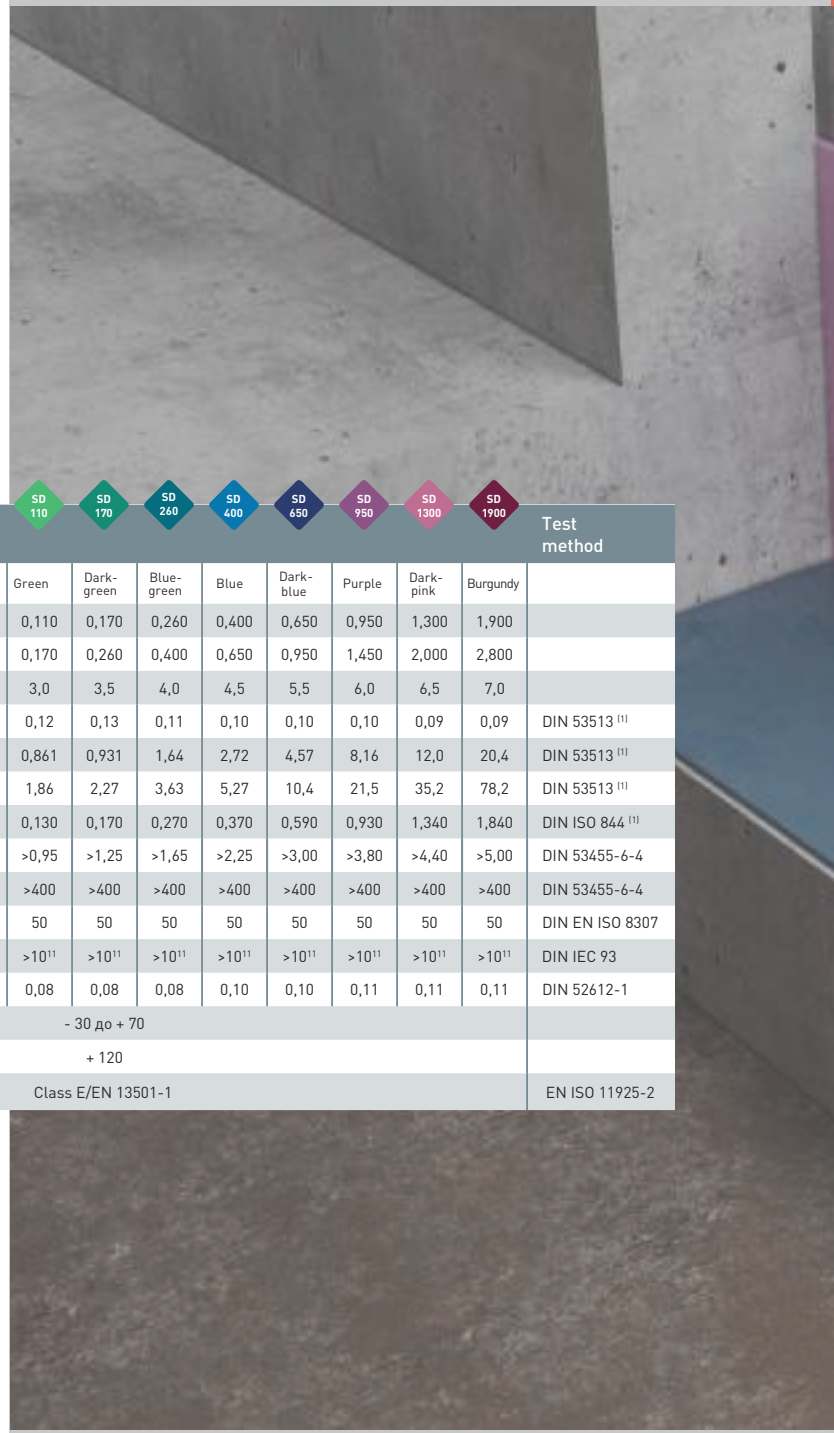 SD 110 SD 170 SD 260 SD 400 SD 650 SD 950 SD 1300 SD 1900 Test method
Green Dark-green Blue-green Blue Dark-blue Purple Dark-pink Burgundy
0,110 0,170 0,260 0,400 0,650 0,950 1,300 1,900
0,170 0,260 0,400 0,650 0,950 1,450 2,000 2,800
3,0 3,5 4,0 4,5 5,5 6,0 6,5 7,0
0,12 0,13 0,11 0,10 0,10 0,10 0,09 0,09 DIN 53513 (1)
0,861 0,931 1,64 2,72 4,57 8,16 12,0 20,4 DIN 53513 (1)
1,86 2,27 3,63 5,27 10,4 21,5 35,2 78,2 DIN 53513 (1)
0,130 0,170 0,270 0,370 0,590 0,930 1,340 1,840 DIN ISO 844 (1)
>0,95 >1,25 >1,65 >2,25 >3,00 >3,80 >4,40 >5,00 DIN 53455-6-4
>400 >400 >400 >400 >400 >400 >400 >400 DIN 53455-6-4
50 50 50 50 50 50 50 50 DIN EN ISO 8307
>10¹¹ >10¹¹ >10¹¹ >10¹¹ >10¹¹ >10¹¹ >10¹¹ >10¹¹ DIN IEC 93
0,08 0,08 0,08 0,10 0,10 0,11 0,11 0,11 DIN 52612-1
- 30 до + 70
+ 120
Class E/EN 13501-1 EN ISO 11925-2